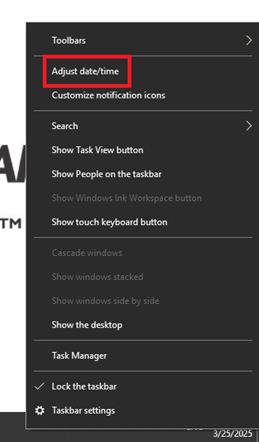 Toolbars
Adjust date/time
Customize notification icons
Search
Show Task View button
Show People on the taskbar
Show Windows Ink Workspace button
TM
Show touch keyboard button
Cascade windows
Show windows stacked
Show windows side by side
Show the desktop
Task Manager
Lock the taskbar
Taskbar settings
3/25/2025